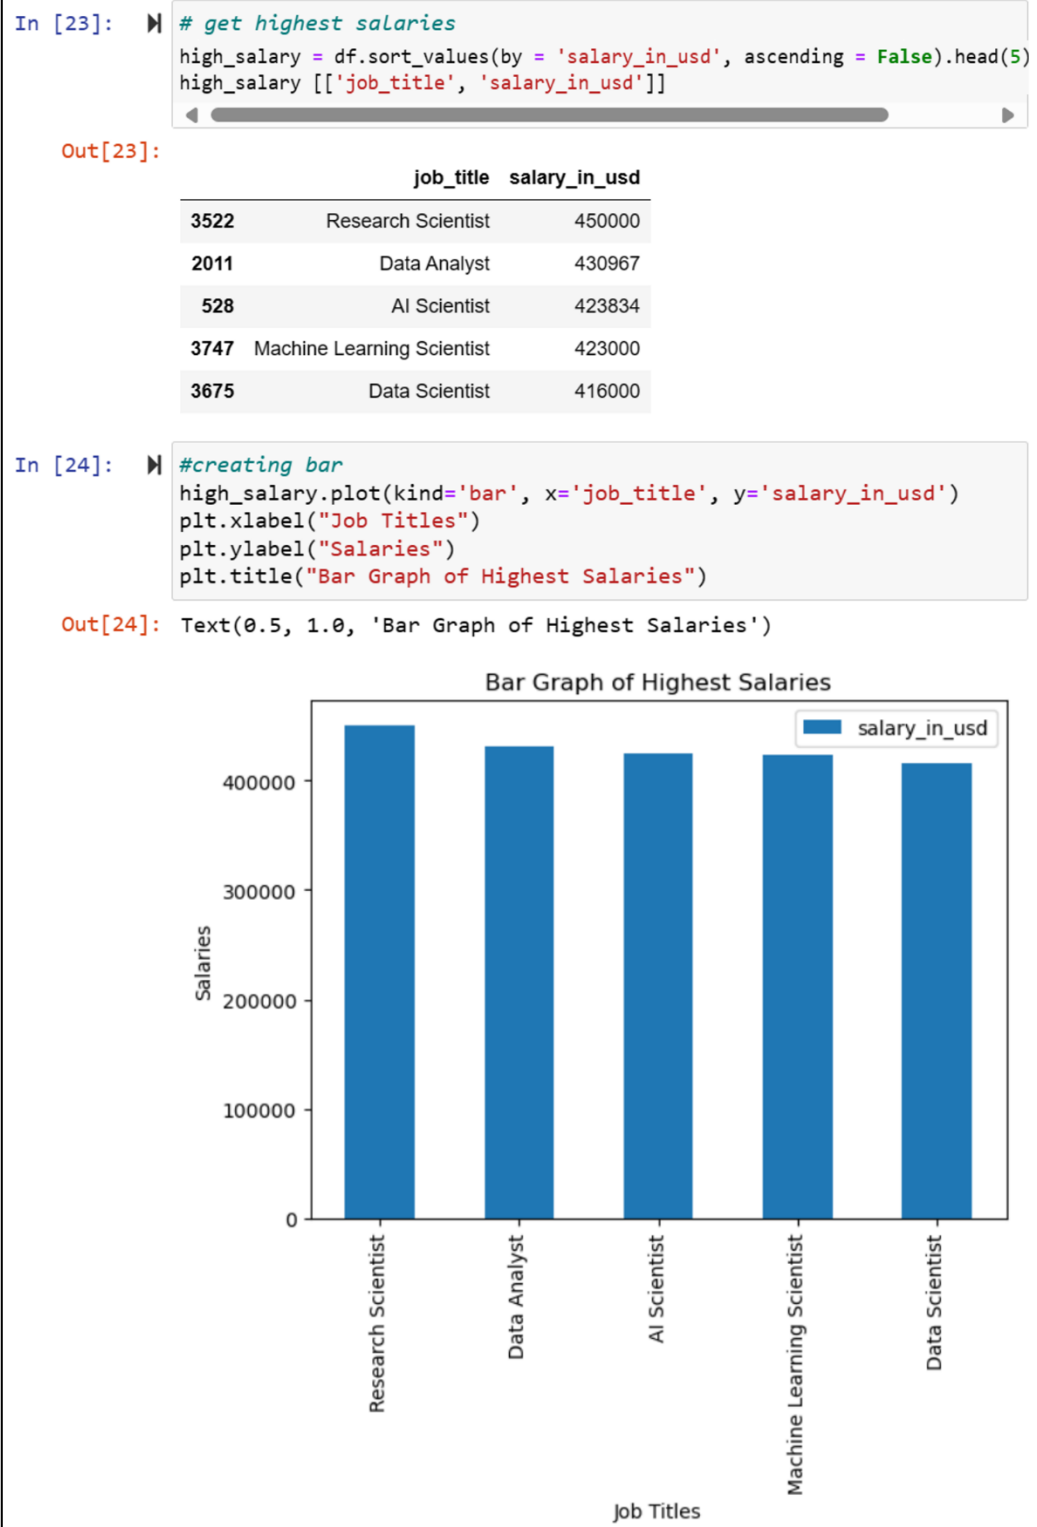 In [23]:
# get highest salaries
high_salary = df.sort_values(by = 'salary_in_usd', ascending = False).head(5)
high_salary [['job_title', 'salary_in_usd']]
Out[23]:
job_title salary_in_usd
3522 Research Scientist 450000
2011 Data Analyst 430967
528 AI Scientist 423834
3747 Machine Learning Scientist 423000
3675 Data Scientist 416000
In [24]:
#creating bar
high_salary.plot(kind='bar', x='job_title', y='salary_in_usd')
plt.xlabel("Job Titles")
plt.ylabel("Salaries")
plt.title("Bar Graph of Highest Salaries")
Out[24]: Text(0.5, 1.0, 'Bar Graph of Highest Salaries')
Bar Graph of Highest Salaries
salary_in_usd
400000
300000
200000
100000
0
Salaries
Research Scientist
Data Analyst
AI Scientist
Machine Learning Scientist
Data Scientist
Job Titles